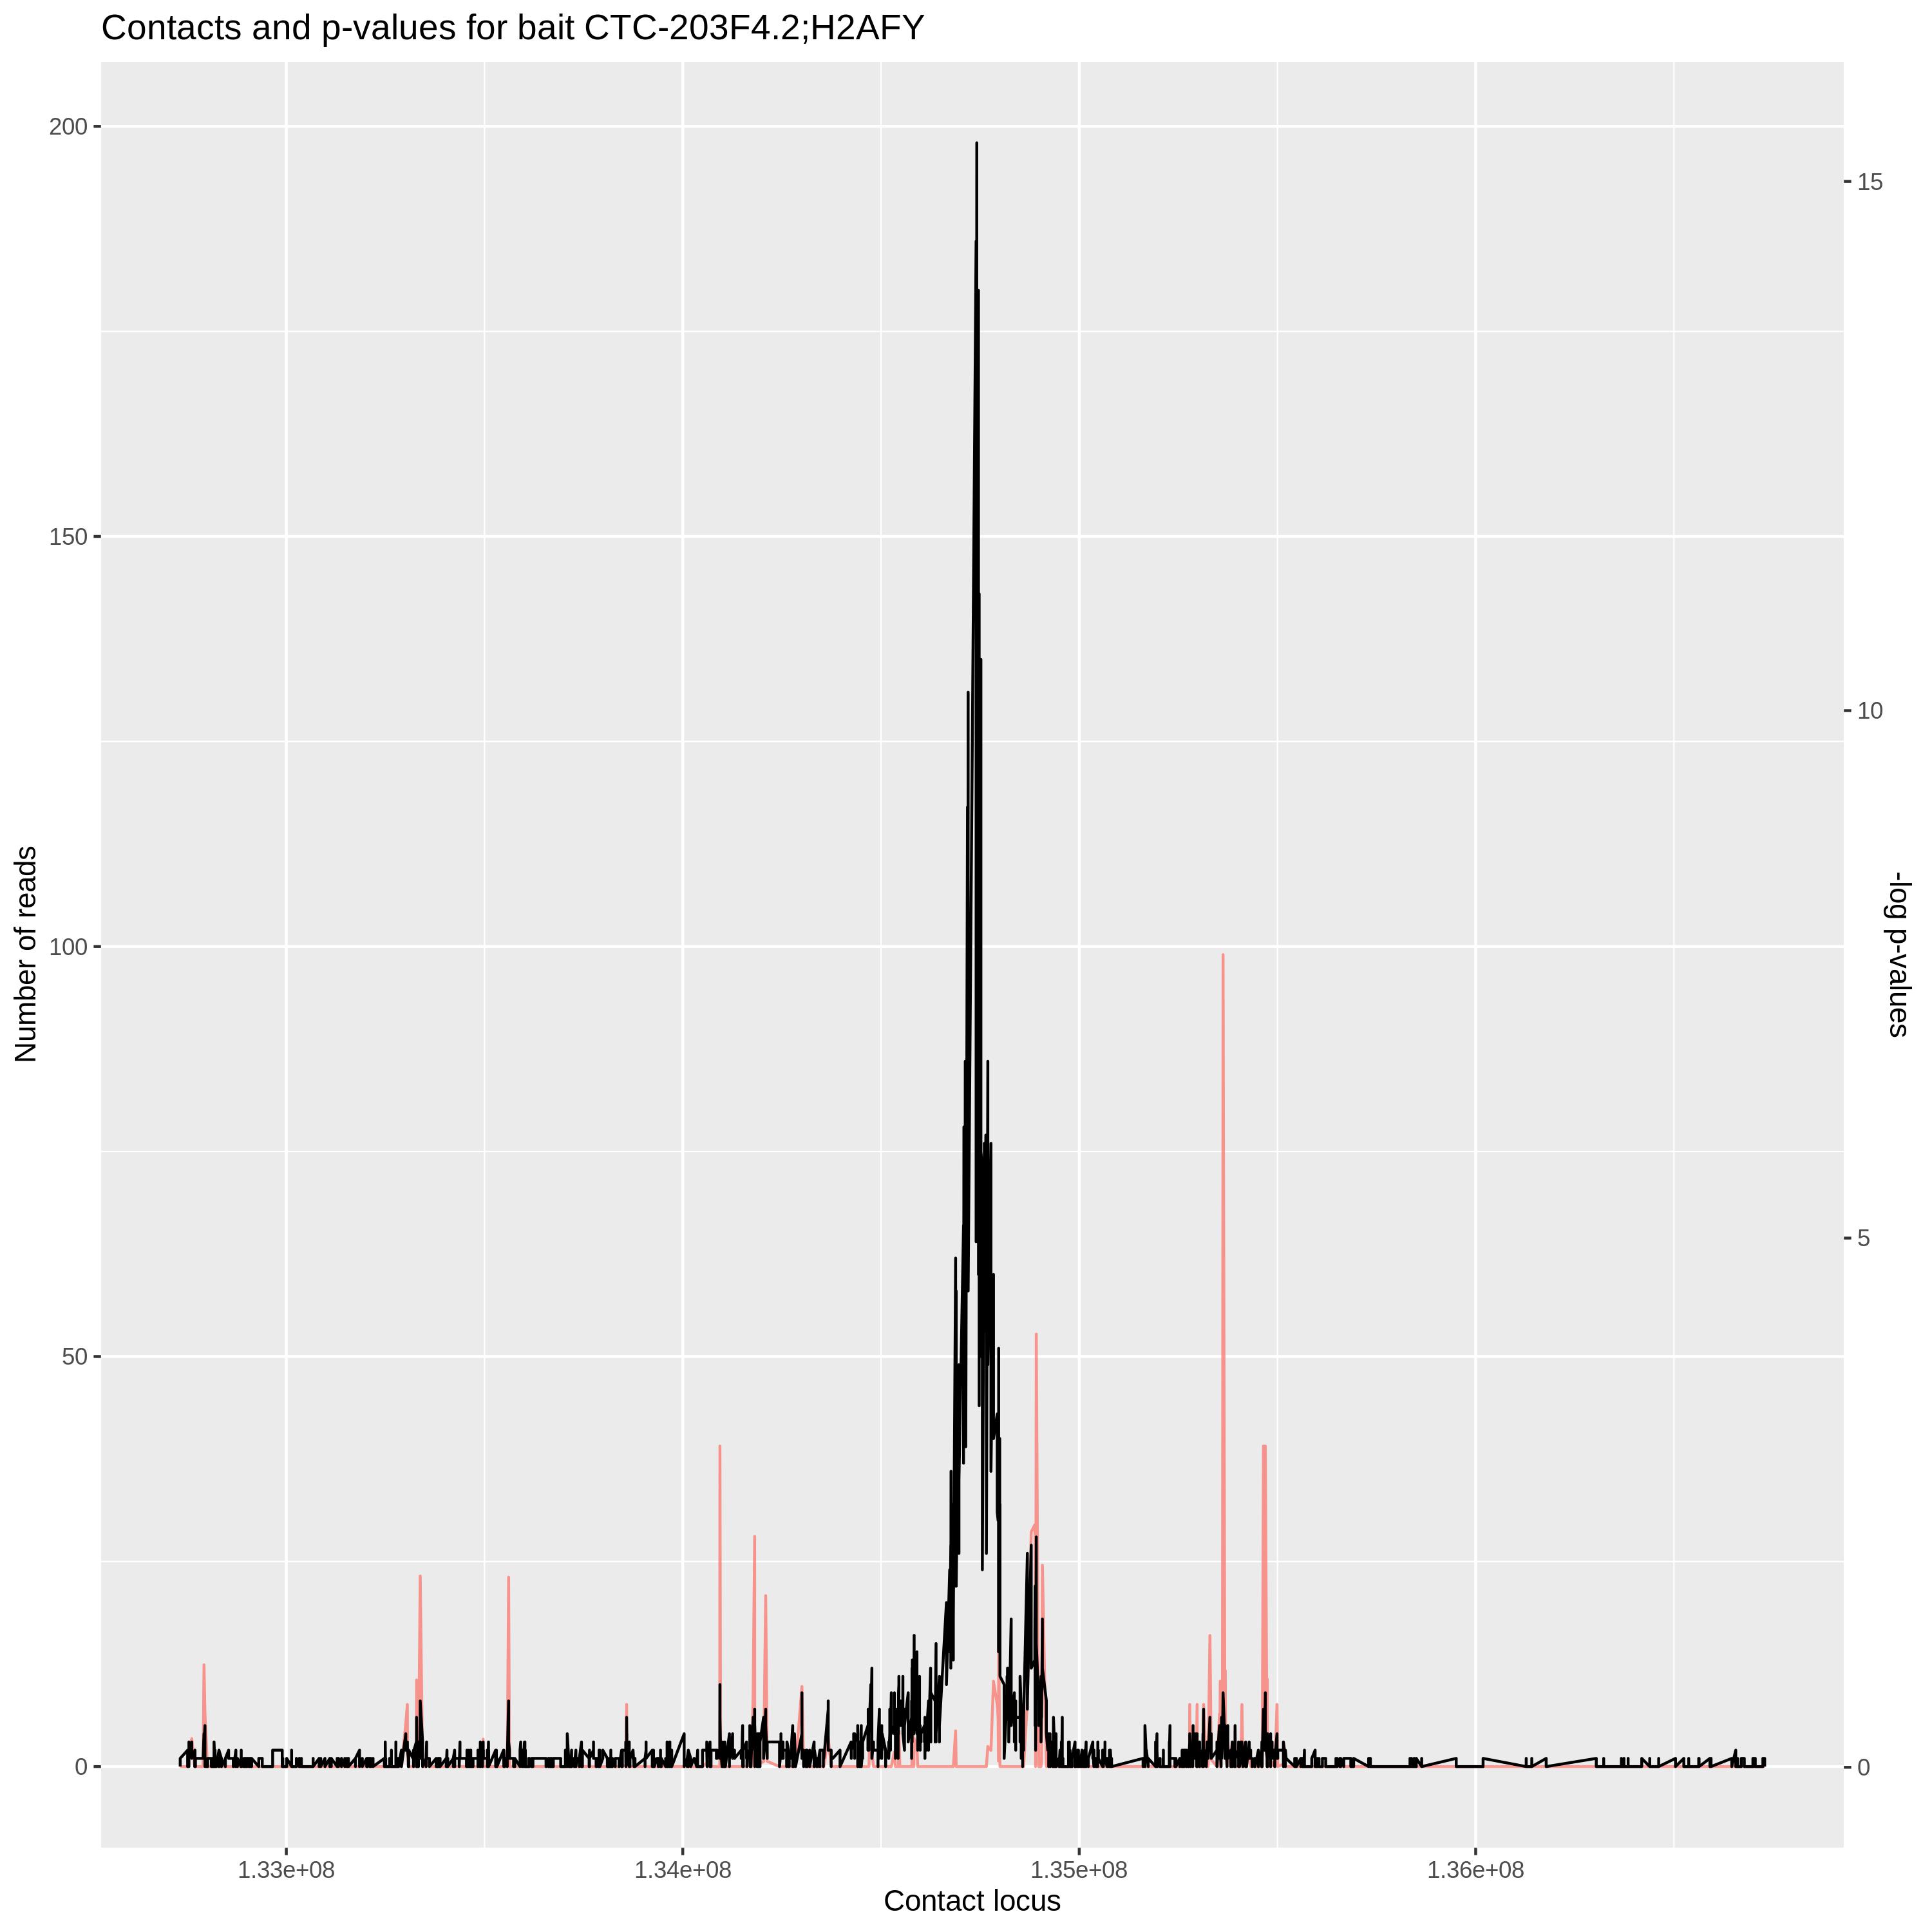 Contacts and p-values for bait CTC-203F4.2;H2AFY
200
150
100
50
0
Number of reads
15
10
5
0
-log p-values
1.33e+08
1.34e+08
1.35e+08
1.36e+08
Contact locus